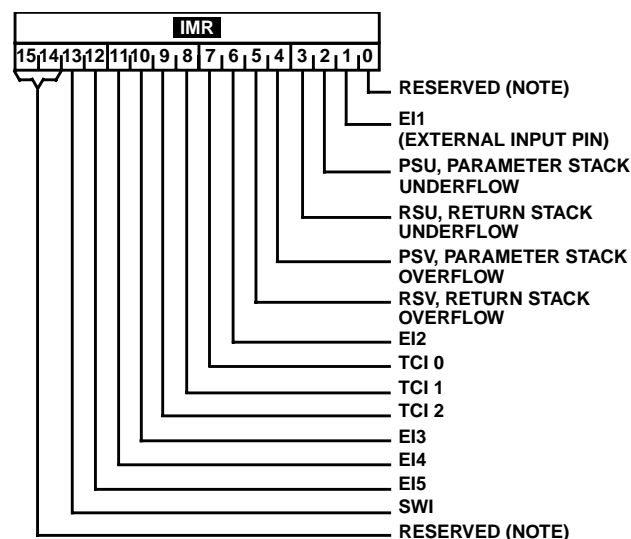 IMR
15 14 13 12 11 10 9 8 7 6 5 4 3 2 1 0
RESERVED (NOTE)
EI1
(EXTERNAL INPUT PIN)
PSU, PARAMETER STACK
UNDERFLOW
RSU, RETURN STACK
UNDERFLOW
PSV, PARAMETER STACK
OVERFLOW
RSV, RETURN STACK
OVERFLOW
EI2
TCI 0
TCI 1
TCI 2
EI3
EI4
EI5
SWI
RESERVED (NOTE)